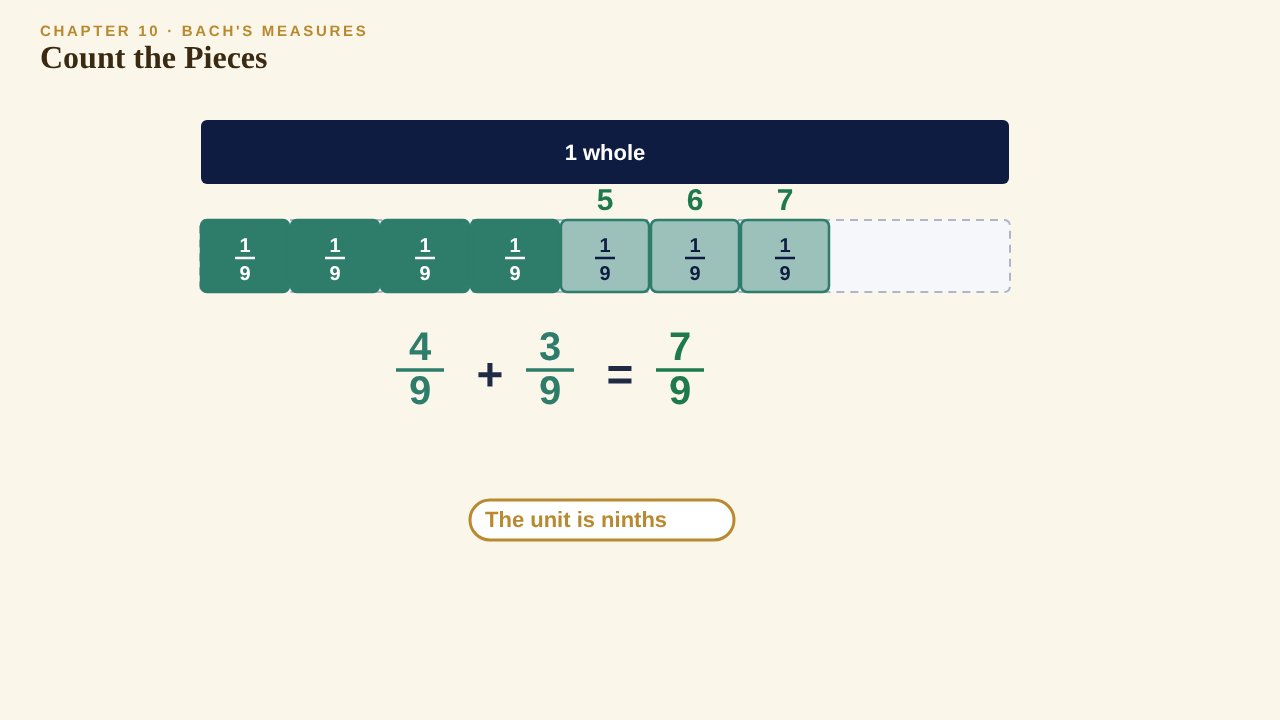 CHAPTER 10 · BACH'S MEASURES
Count the Pieces
1 whole
5 6 7
1 1 1 1 1 1 1
9 9 9 9 9 9 9
4 3 7
+ =
9 9 9
The unit is ninths